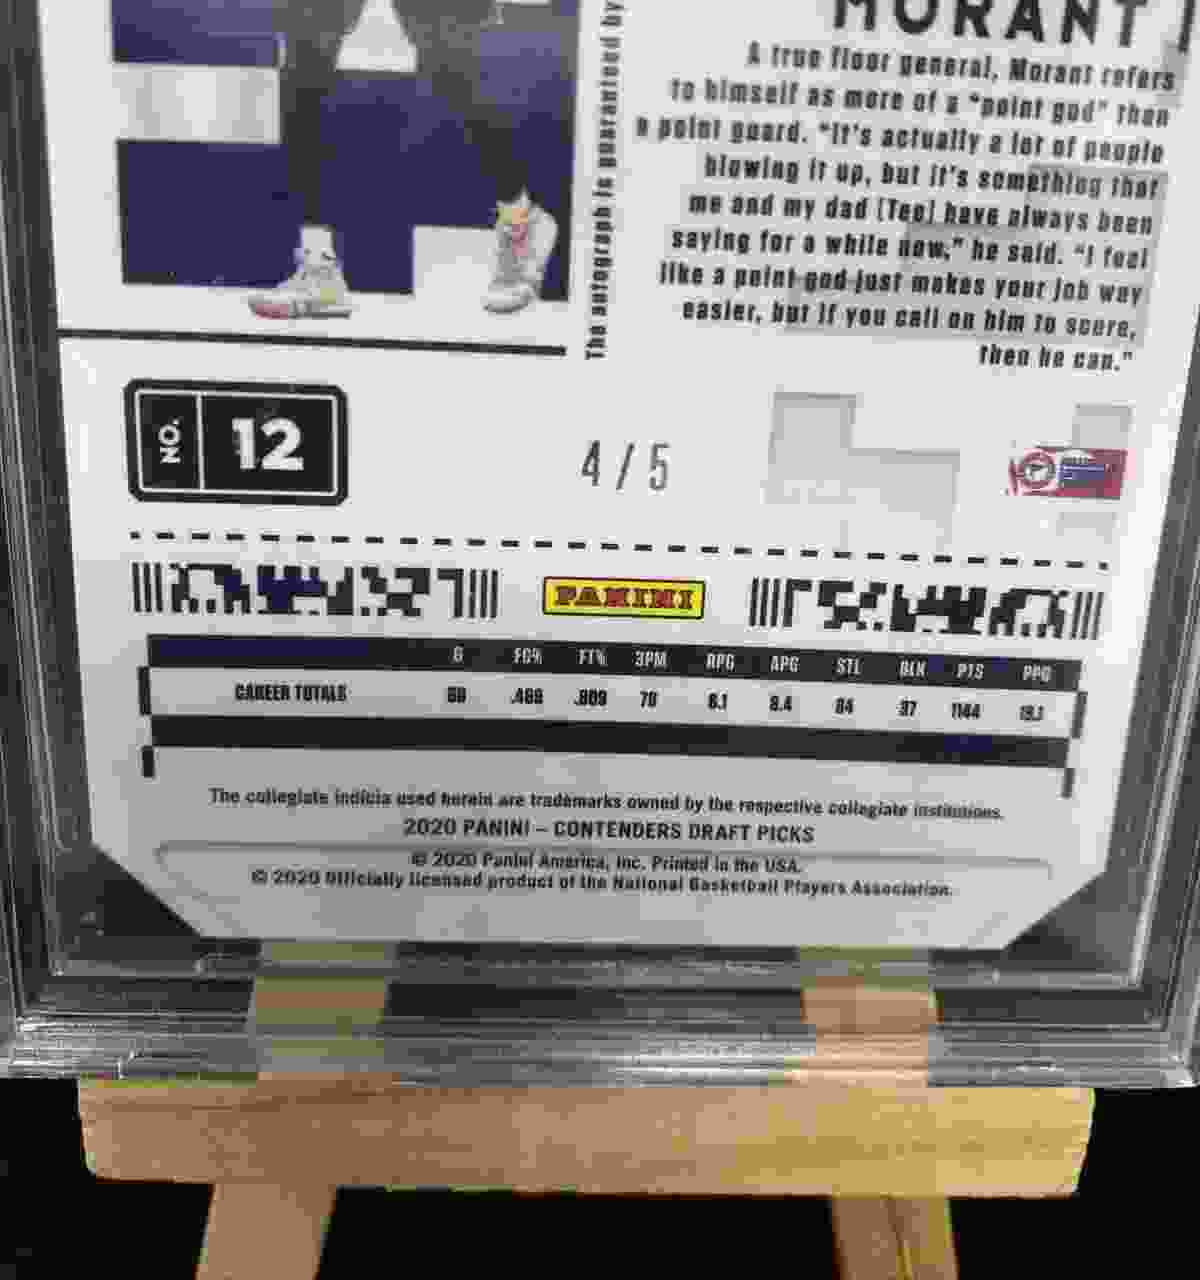 MORANT
A true floor general, Morant refers
to himself as more of a "point god" than
a point guard. "It's actually a lot of people
blowing it up, but it's something that
me and my dad [Tee] have always been
saying for a while now," he said. "I feel
like a point god just makes your job way
easier, but if you call on him to score,
then he can."
The autograph is guaranteed by
NO. 12
4 / 5
PANINI
G FG% FT% 3PM RPG APG STL BLK PTS PPG
CAREER TOTALS .809 84 1144
The collegiate indicia used herein are trademarks owned by the respective collegiate institutions.
2020 PANINI – CONTENDERS DRAFT PICKS
© 2020 Panini America, Inc. Printed in the USA.
© 2020 Officially licensed product of the National Basketball Players Association.